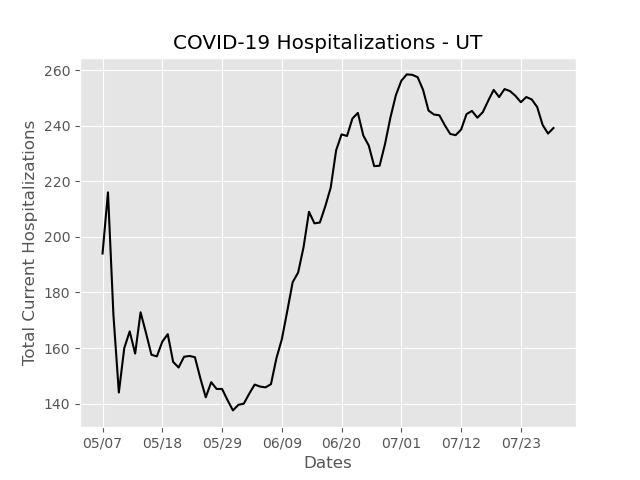 COVID-19 Hospitalizations - UT
260
240
220
200
180
160
140
Total Current Hospitalizations
05/07 05/18 05/29 06/09 06/20 07/01 07/12 07/23
Dates